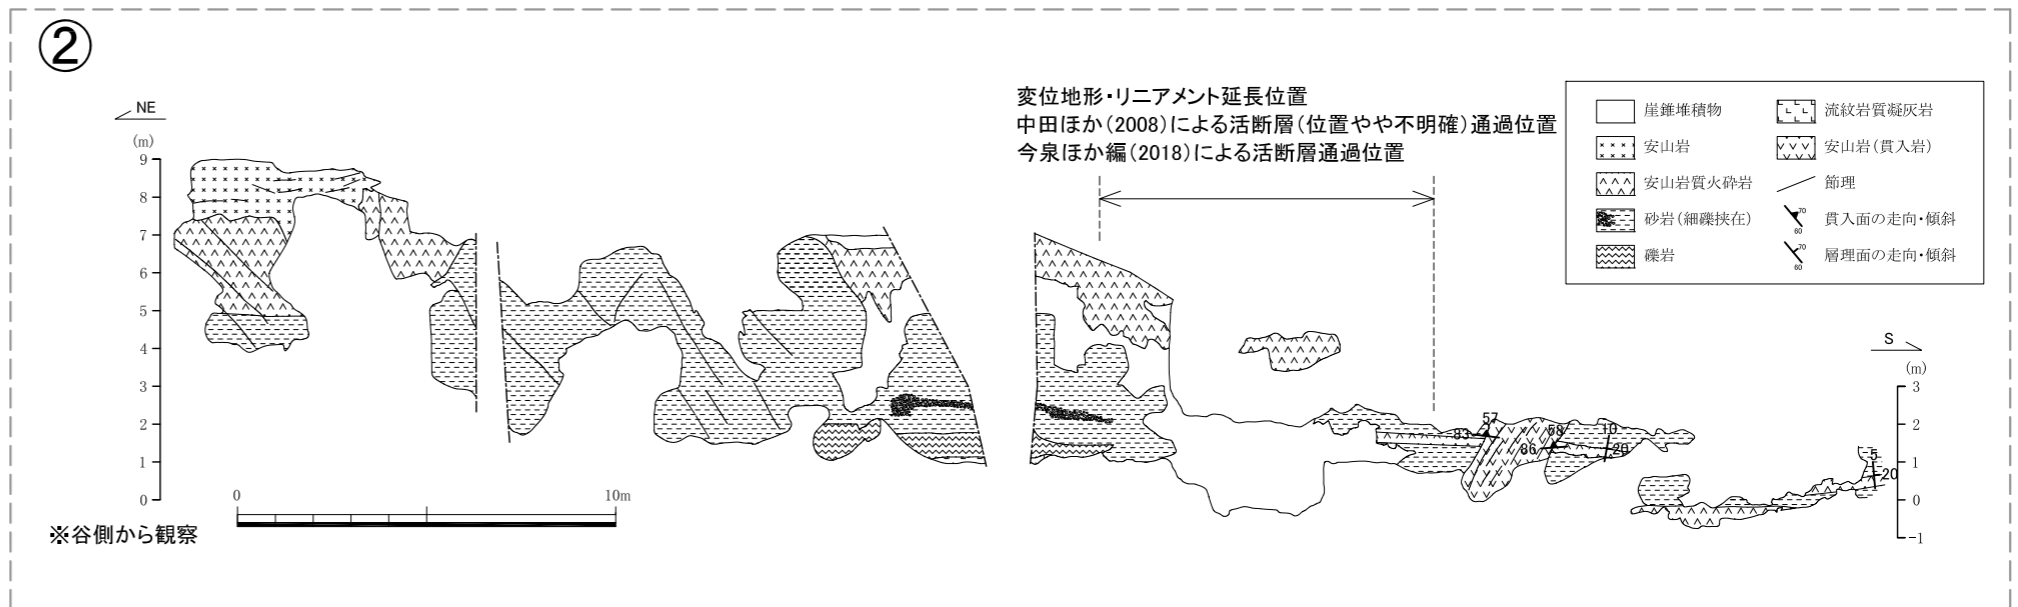 ②
NE
(m)
9
8
7
6
5
4
3
2
1
0
0
10m
※谷側から観察
変位地形・リニアメント延長位置
中田ほか(2008)による活断層(位置やや不明確)通過位置
今泉ほか編(2018)による活断層通過位置
崖錐堆積物
流紋岩質凝灰岩
安山岩
安山岩(貫入岩)
安山岩質火砕岩
節理
砂岩(細礫挟在)
70
60
貫入面の走向・傾斜
礫岩
70
60
層理面の走向・傾斜
57
83
58
86
10
20
5
20
S
(m)
3
2
1
0
-1